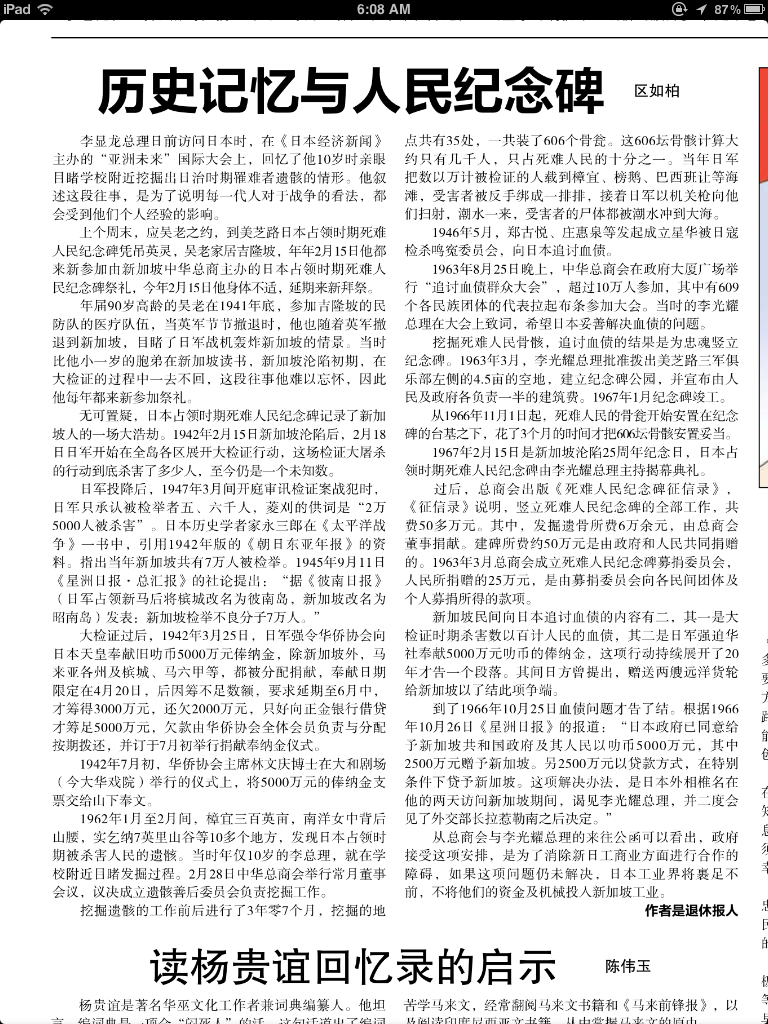 iPad
6:08 AM
87%
历史记忆与人民纪念碑
区如柏
李显龙总理日前访问日本时，在《日本经济新闻》
主办的“亚洲未来”国际大会上，回忆了他10岁时亲眼
目睹学校附近挖掘出日治时期罹难者遗骸的情形。他叙
述这段往事，是为了说明每一代人对于战争的看法，都
会受到他们个人经验的影响。
上个周末，应吴老之约，到美芝路日本占领时期死难
人民纪念碑凭吊英灵，吴老家居吉隆坡，年年2月15日他都
来新参加由新加坡中华总商主办的日本占领时期死难人
民纪念碑祭礼，今年2月15日他身体不适，延期来新拜祭。
年届90岁高龄的吴老在1941年底，参加吉隆坡的民
防队的医疗队伍，当英军节节撤退时，他也随着英军撤
退到新加坡，目睹了日军战机轰炸新加坡的情景。当时
比他小一岁的胞弟在新加坡读书，新加坡沦陷初期，在
大检证的过程中一去不回，这段往事他难以忘怀，因此
他每年都来新参加祭礼。
无可置疑，日本占领时期死难人民纪念碑记录了新加
坡人的一场大浩劫。1942年2月15日新加坡沦陷后，2月18
日日军开始在全岛各区展开大检证行动，这场检证大屠杀
的行动到底杀害了多少人，至今仍是一个未知数。
日军投降后，1947年3月间开庭审讯检证案战犯时，
日军只承认被检举者五、六千人，菱刈的供词是“2万
5000人被杀害”。日本历史学者家永三郎在《太平洋战
争》一书中，引用1942年版的《朝日东亚年报》的资
料。指出当年新加坡共有7万人被检举。1945年9月11日
《星洲日报·总汇报》的社论提出：“据《彼南日报》
（日军占领新马后将槟城改名为彼南岛，新加坡改名为
昭南岛）发表：新加坡检举不良分子7万人。”
大检证过后，1942年3月25日，日军强令华侨协会向
日本天皇奉献旧叻币5000万元俸纳金，除新加坡外，马
来亚各州及槟城、马六甲等，都被分配捐献，奉献日期
限定在4月20日，后因筹不足数额，要求延期至6月中，
才筹得3000万元，还欠2000万元，只好向正金银行借贷
才筹足5000万元，欠款由华侨协会全体会员负责与分配
按期拨还，并订于7月初举行捐献奉纳金仪式。
1942年7月初，华侨协会主席林文庆博士在大和剧场
（今大华戏院）举行的仪式上，将5000万元的俸纳金支
票交给山下奉文。
1962年1月至2月间，樟宜三百英亩，南洋女中背后
山腰，实乞纳7英里山谷等10多个地方，发现日本占领时
期被杀害人民的遗骸。当时年仅10岁的李总理，就在学
校附近目睹发掘过程。2月28日中华总商会举行常月董事
会议，议决成立遗骸善后委员会负责挖掘工作。
挖掘遗骸的工作前后进行了3年零7个月，挖掘的地
点共有35处，一共装了606个骨瓮。这606坛骨骸计算大
约只有几千人，只占死难人民的十分之一。当年日军
把数以万计被检证的人载到樟宜、榜鹅、巴西班让等海
滩，受害者被反手绑成一排排，接着日军以机关枪向他
们扫射，潮水一来，受害者的尸体都被潮水冲到大海。
1946年5月，郑古悦、庄惠泉等发起成立星华被日寇
检杀鸣冤委员会，向日本追讨血债。
1963年8月25日晚上，中华总商会在政府大厦广场举
行“追讨血债群众大会”，超过10万人参加，其中有609
个各民族团体的代表拉起布条参加大会。当时的李光耀
总理在大会上致词，希望日本妥善解决血债的问题。
挖掘死难人民骨骸，追讨血债的结果是为忠魂竖立
纪念碑。1963年3月，李光耀总理批准拨出美芝路三军俱
乐部左侧的4.5亩的空地，建立纪念碑公园，并宣布由人
民及政府各负责一半的建筑费。1967年1月纪念碑竣工。
从1966年11月1日起，死难人民的骨瓮开始安置在纪念
碑的台基之下，花了3个月的时间才把606坛骨骸安置妥当。
1967年2月15日是新加坡沦陷25周年纪念日，日本占
领时期死难人民纪念碑由李光耀总理主持揭幕典礼。
过后，总商会出版《死难人民纪念碑征信录》，
《征信录》说明，竖立死难人民纪念碑的全部工作，共
费50多万元。其中，发掘遗骨所费6万余元，由总商会
董事捐献。建碑所费约50万元是由政府和人民共同捐赠
的。1963年3月总商会成立死难人民纪念碑募捐委员会，
人民所捐赠的25万元，是由募捐委员会向各民间团体及
个人募捐所得的款项。
新加坡民间向日本追讨血债的内容有二，其一是大
检证时期杀害数以百计人民的血债，其二是日军强迫华
社奉献5000万元叻币的俸纳金，这项行动持续展开了20
年才告一个段落。其间日方曾提出，赠送两艘远洋货轮
给新加坡以了结此项争端。
到了1966年10月25日血债问题才告了结。根据1966
年10月26日《星洲日报》的报道：“日本政府已同意给
予新加坡共和国政府及其人民以叻币5000万元，其中
2500万元赠予新加坡。另2500万元以贷款方式，在特别
条件下贷予新加坡。这项解决办法，是日本外相椎名在
他的两天访问新加坡期间，谒见李光耀总理，并二度会
见了外交部长拉惹勒南之后决定。”
从总商会与李光耀总理的来往公函可以看出，政府
接受这项安排，是为了消除新日工商业方面进行合作的
障碍，如果这项问题仍未解决，日本工业界将裹足不
前，不将他们的资金及机械投入新加坡工业。
作者是退休报人
读杨贵谊回忆录的启示
陈伟玉
杨贵谊是著名华巫文化工作者兼词典编纂人。他坦
苦学马来文，经常翻阅马来文书籍和《马来前锋报》，以